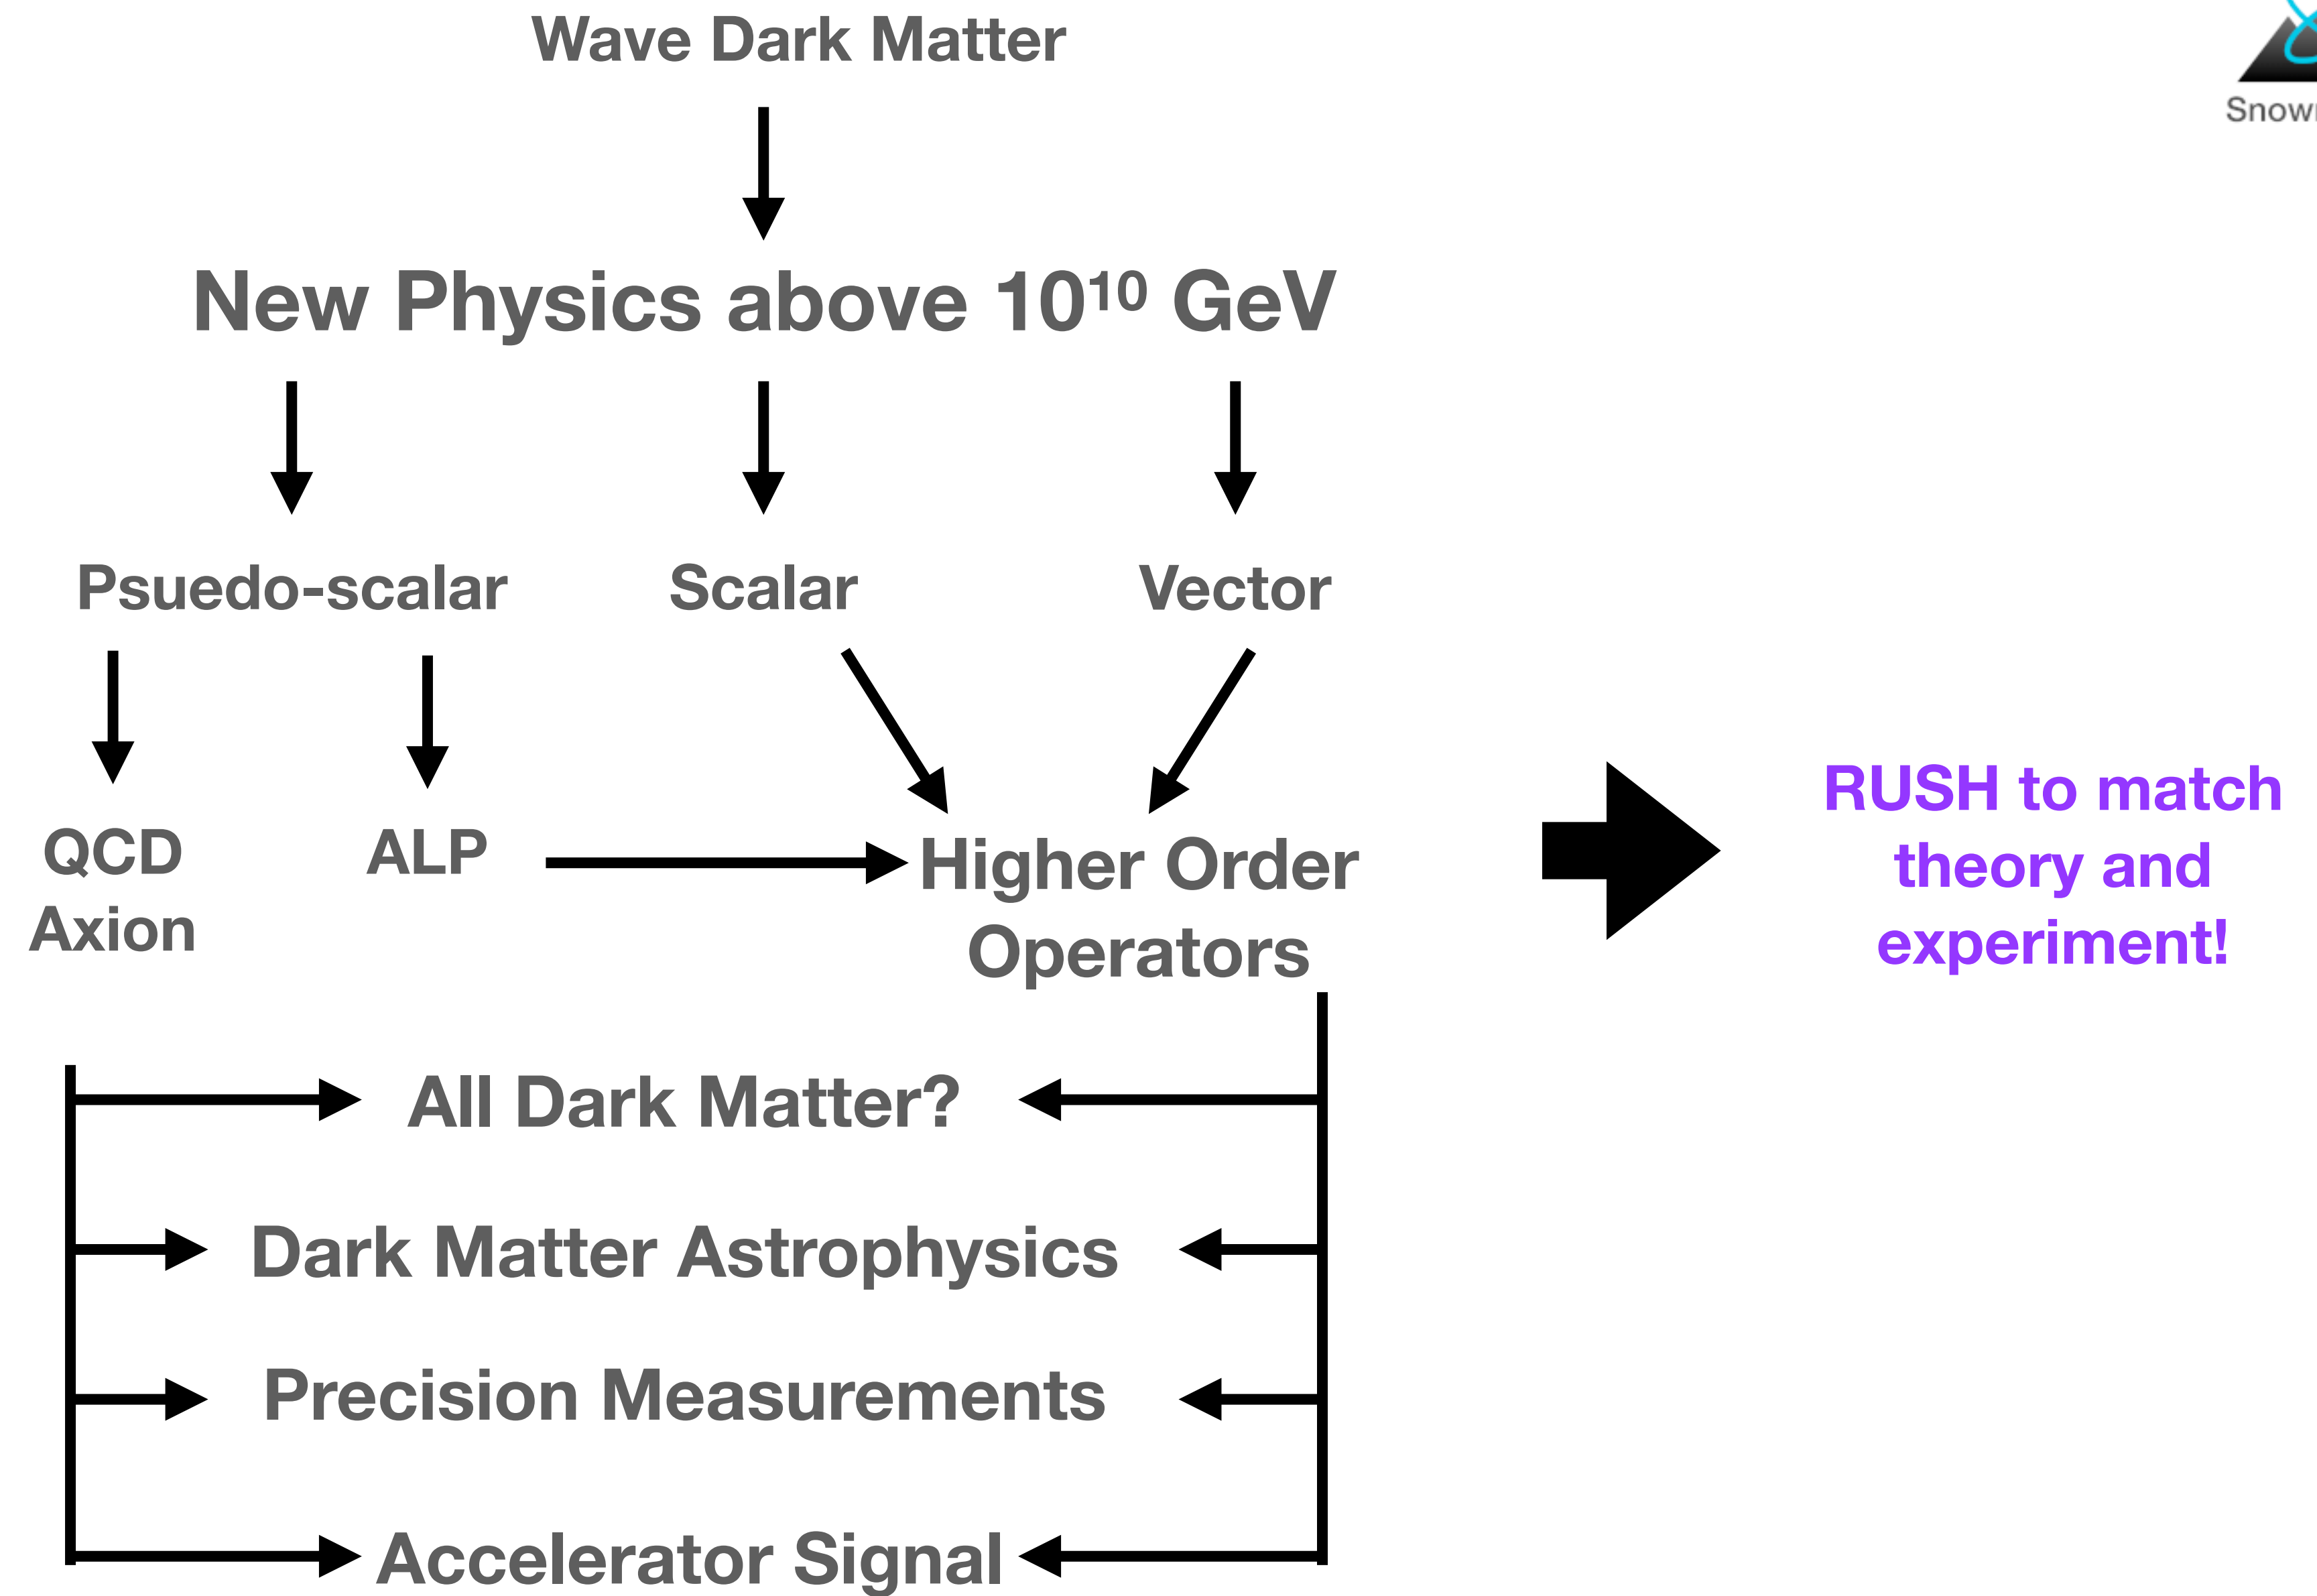 Wave Dark Matter
New Physics above 10¹⁰ GeV
Psuedo-scalar
Scalar
Vector
QCD
Axion
ALP
Higher Order
Operators
RUSH to match
theory and
experiment!
All Dark Matter?
Dark Matter Astrophysics
Precision Measurements
Accelerator Signal